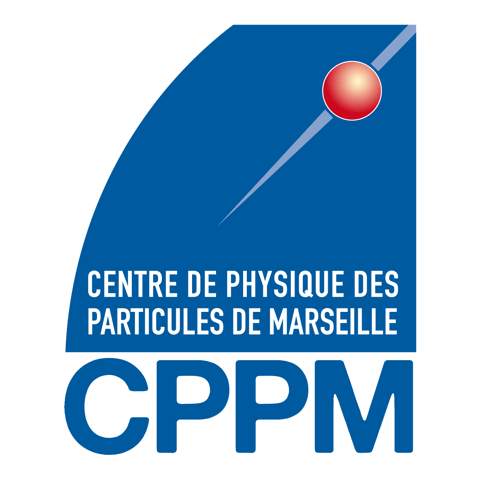 CENTRE DE PHYSIQUE DES
PARTICULES DE MARSEILLE
CPPM